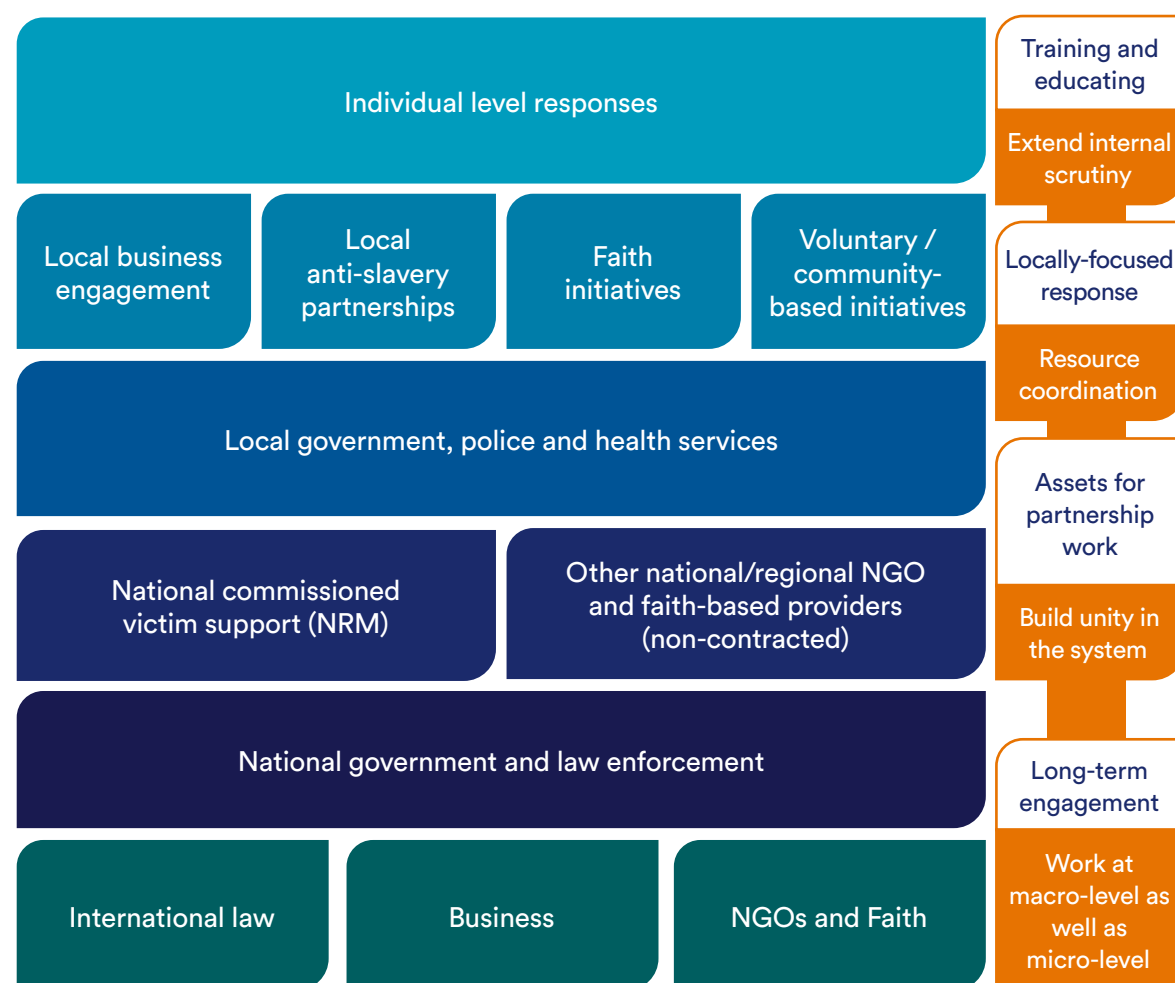 Individual level responses
Local business
engagement
Local
anti-slavery
partnerships
Faith
initiatives
Voluntary /
community-
based initiatives
Local government, police and health services
National commissioned
victim support (NRM)
Other national/regional NGO
and faith-based providers
(non-contracted)
National government and law enforcement
International law
Business
NGOs and Faith
Training and
educating
Extend internal
scrutiny
Locally-focused
response
Resource
coordination
Assets for
partnership
work
Build unity in
the system
Long-term
engagement
Work at
macro-level as
well as
micro-level